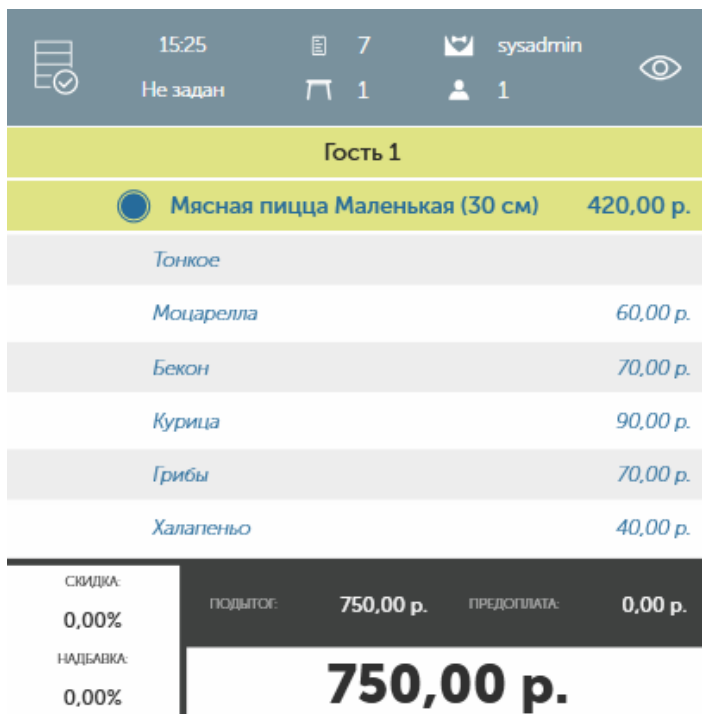 15:25 7 sysadmin
Не задан 1 1
Гость 1
Мясная пицца Маленькая (30 см) 420,00 р.
Тонкое
Моцарелла 60,00 р.
Бекон 70,00 р.
Курица 90,00 р.
Грибы 70,00 р.
Халапеньо 40,00 р.
СКИДКА:
0,00%
ПОДЫТОГ: 750,00 р. ПРЕДОПЛАТА: 0,00 р.
НАДБАВКА:
0,00%
750,00 р.